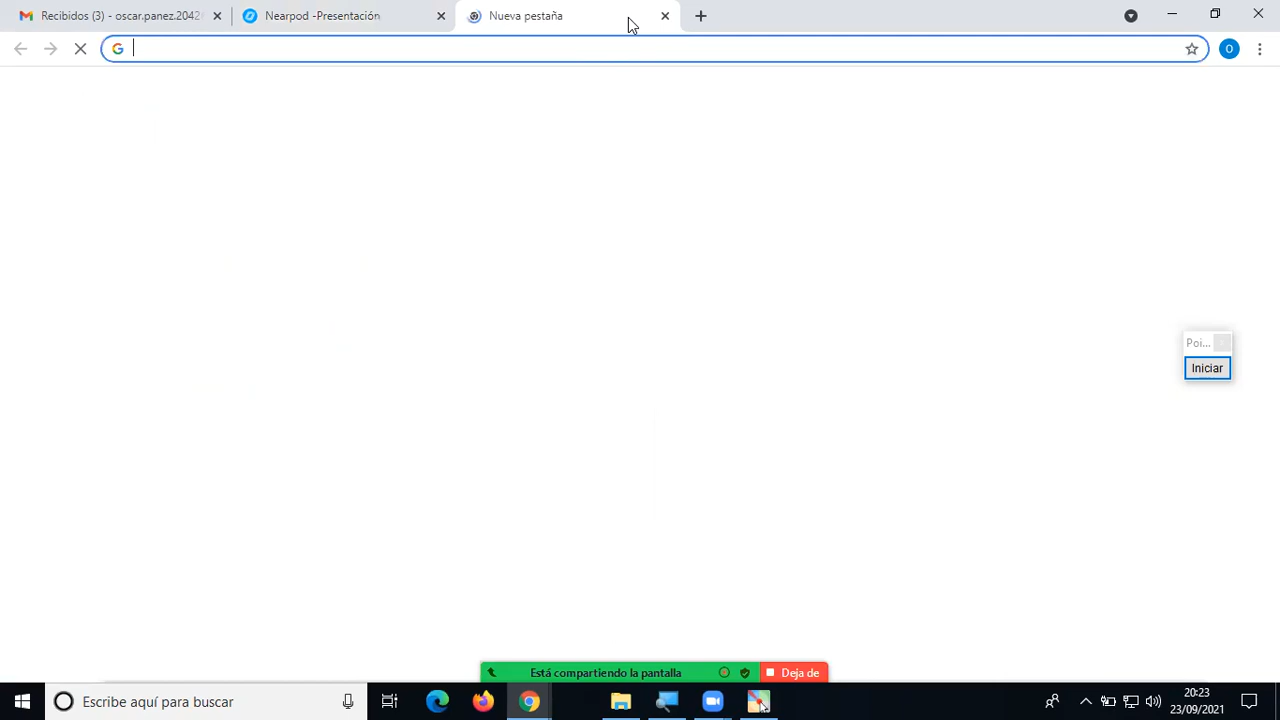 Recibidos (3) - oscar.panez.2042
Nearpod -Presentación
Nueva pestaña
O
Poi...
Iniciar
Está compartiendo la pantalla
Deja de
Escribe aquí para buscar
20:23
23/09/2021